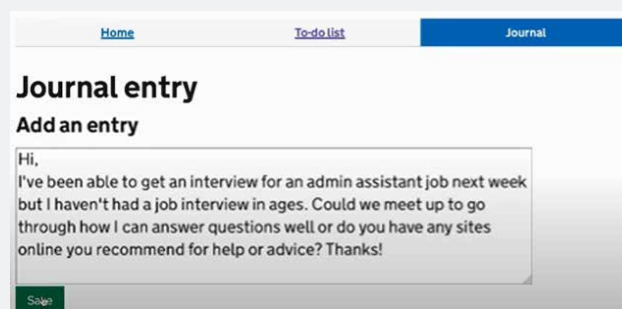 Home To-do list Journal
Journal entry
Add an entry
Hi,
I've been able to get an interview for an admin assistant job next week
but I haven't had a job interview in ages. Could we meet up to go
through how I can answer questions well or do you have any sites
online you recommend for help or advice? Thanks!
Save